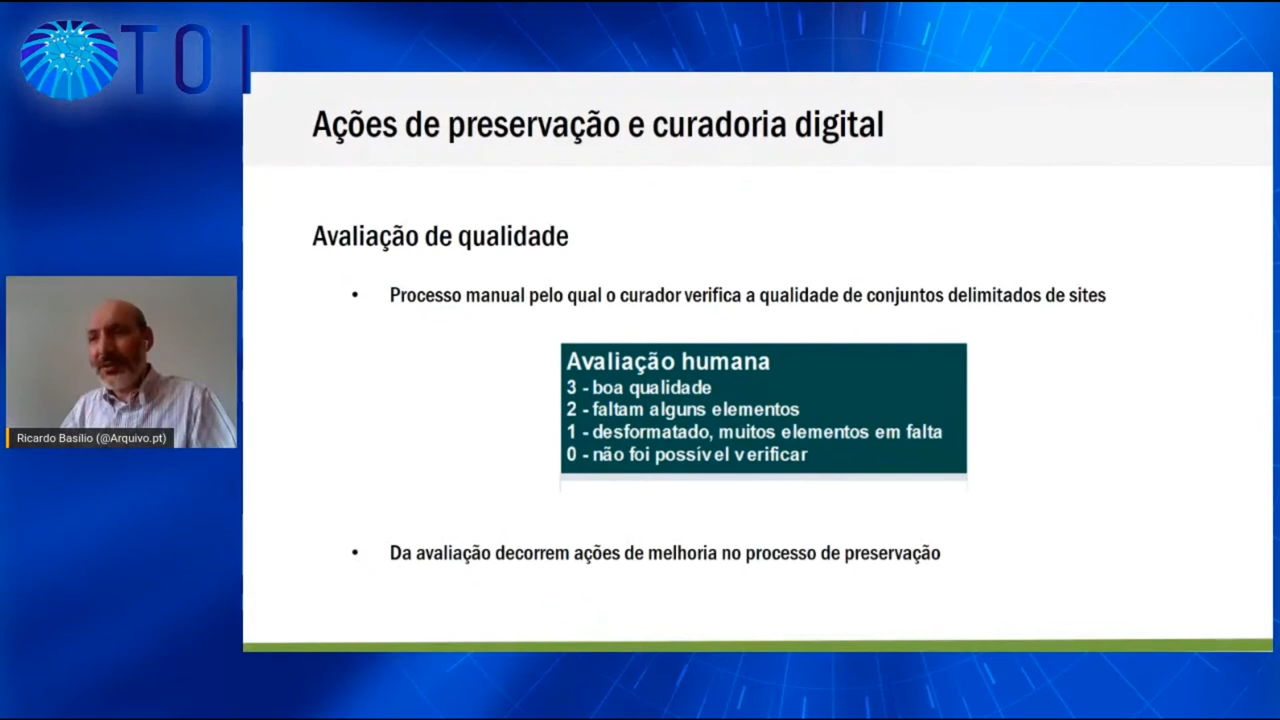 TOI
Ações de preservação e curadoria digital
Avaliação de qualidade
• Processo manual pelo qual o curador verifica a qualidade de conjuntos delimitados de sites
Avaliação humana
3 - boa qualidade
2 - faltam alguns elementos
1 - desformatado, muitos elementos em falta
0 - não foi possível verificar
Ricardo Basílio (@Arquivo.pt)
• Da avaliação decorrem ações de melhoria no processo de preservação